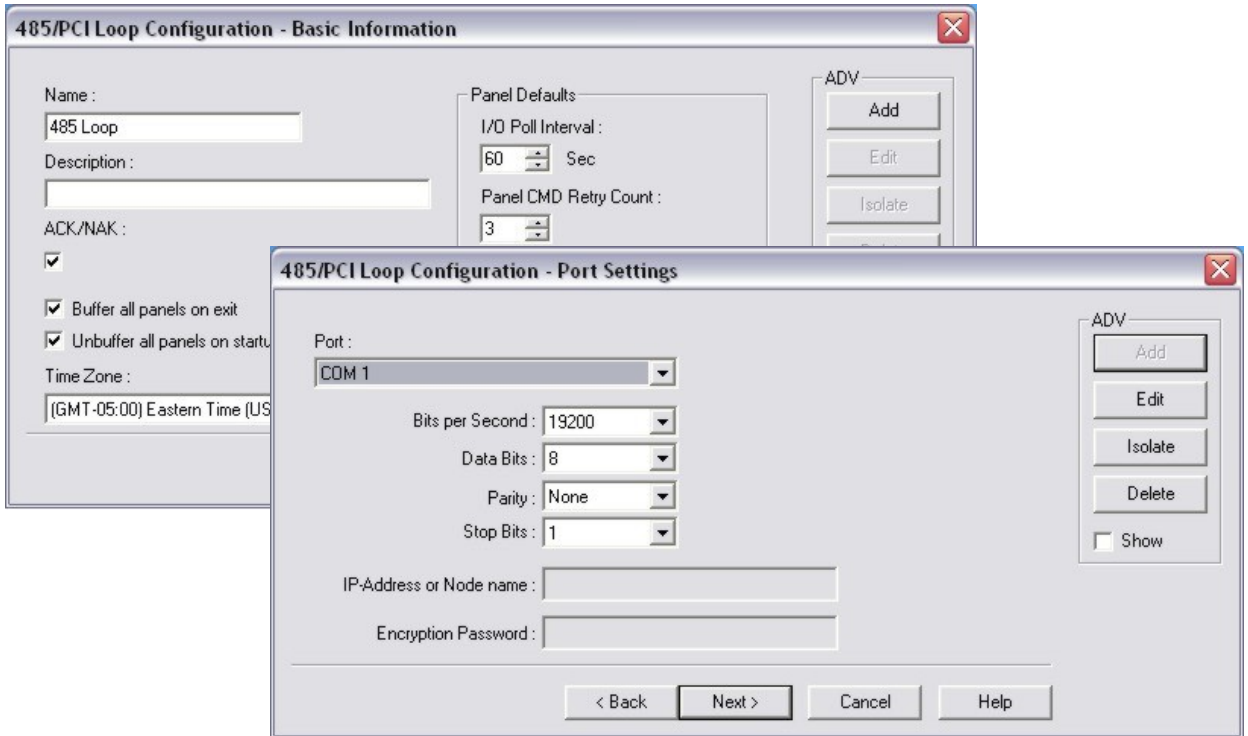 485/PCI Loop Configuration - Basic Information
Name :
485 Loop
Description :
ACK/NAK :
Buffer all panels on exit
Unbuffer all panels on startu
Time Zone :
(GMT-05:00) Eastern Time (US
Panel Defaults
I/O Poll Interval :
60 Sec
Panel CMD Retry Count :
3
ADV
Add
Edit
Isolate
485/PCI Loop Configuration - Port Settings
Port :
COM 1
Bits per Second : 19200
Data Bits : 8
Parity : None
Stop Bits : 1
IP-Address or Node name :
Encryption Password :
ADV
Add
Edit
Isolate
Delete
Show
< Back
Next >
Cancel
Help